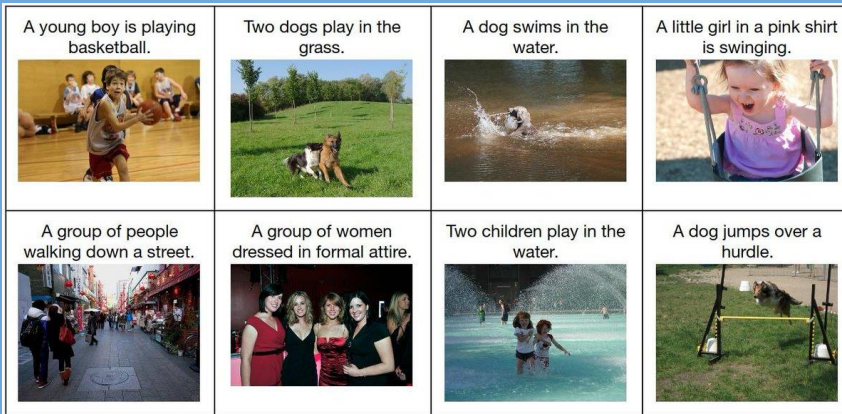 A young boy is playing
basketball.
Two dogs play in the
grass.
A dog swims in the
water.
A little girl in a pink shirt
is swinging.
A group of people
walking down a street.
A group of women
dressed in formal attire.
Two children play in the
water.
A dog jumps over a
hurdle.